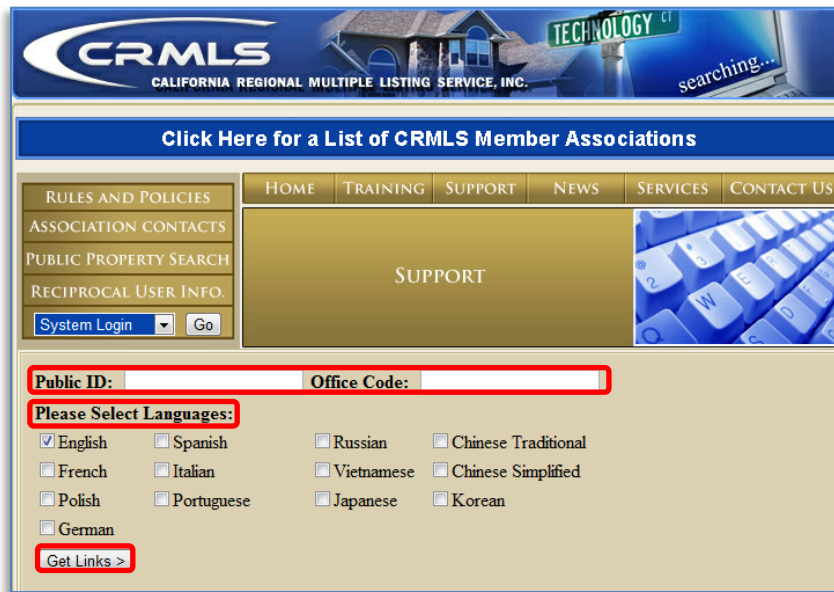 CRMLS
CALIFORNIA REGIONAL MULTIPLE LISTING SERVICE, INC.
TECHNOLOGY CT
searching...
Click Here for a List of CRMLS Member Associations
RULES AND POLICIES
ASSOCIATION CONTACTS
PUBLIC PROPERTY SEARCH
RECIPROCAL USER INFO.
System Login Go
HOME TRAINING SUPPORT NEWS SERVICES CONTACT US
SUPPORT
@ 2 # 3
Q W
Public ID: Office Code:
Please Select Languages:
English Spanish Russian Chinese Traditional
French Italian Vietnamese Chinese Simplified
Polish Portuguese Japanese Korean
German
Get Links >